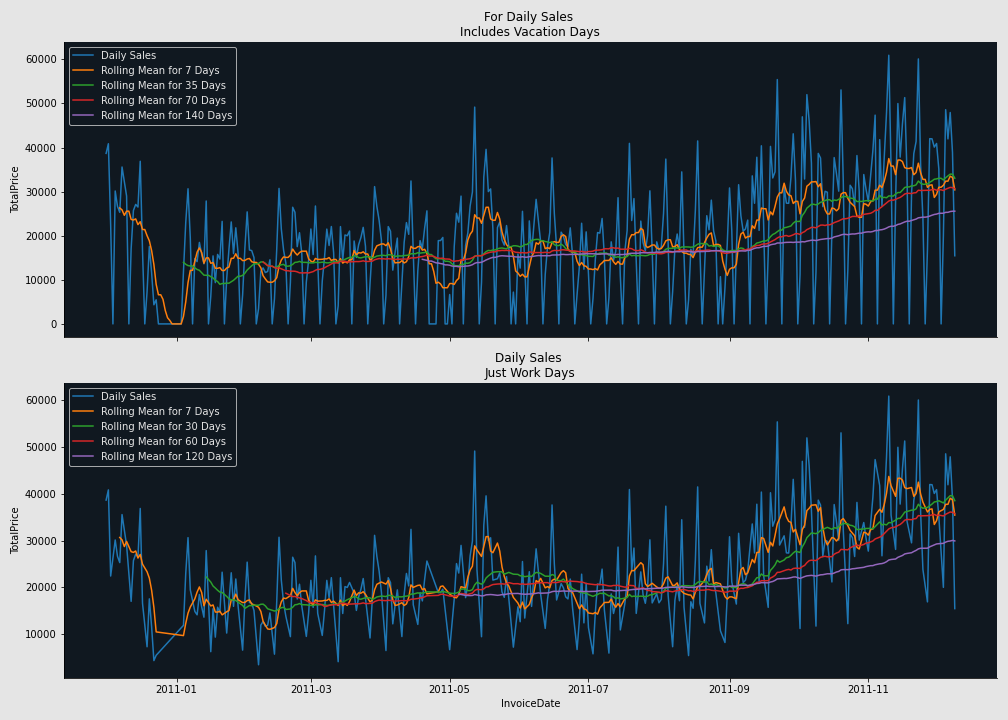 For Daily Sales
Includes Vacation Days
Daily Sales
Rolling Mean for 7 Days
Rolling Mean for 35 Days
Rolling Mean for 70 Days
Rolling Mean for 140 Days
60000
50000
40000
30000
20000
10000
0
TotalPrice
Daily Sales
Just Work Days
Daily Sales
Rolling Mean for 7 Days
Rolling Mean for 30 Days
Rolling Mean for 60 Days
Rolling Mean for 120 Days
60000
50000
40000
30000
20000
10000
TotalPrice
2011-01 2011-03 2011-05 2011-07 2011-09 2011-11
InvoiceDate